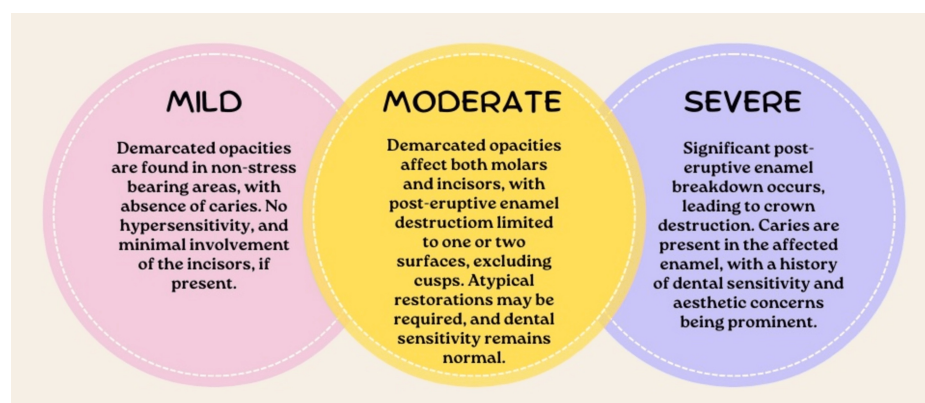 MILD
Demarcated opacities
are found in non-stress
bearing areas, with
absence of caries. No
hypersensitivity, and
minimal involvement
of the incisors, if
present.
MODERATE
Demarcated opacities
affect both molars
and incisors, with
post-eruptive enamel
destructiom limited
to one or two
surfaces, excluding
cusps. Atypical
restorations may be
required, and dental
sensitivity remains
normal.
SEVERE
Significant post-
eruptive enamel
breakdown occurs,
leading to crown
destruction. Caries are
present in the affected
enamel, with a history
of dental sensitivity and
aesthetic concerns
being prominent.